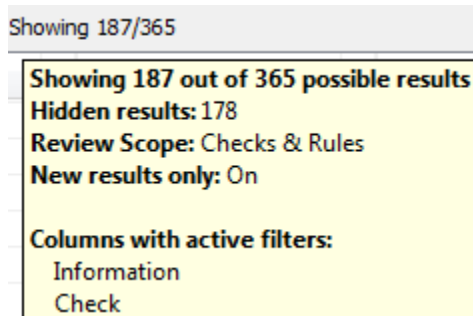 Showing 187/365
Showing 187 out of 365 possible results
Hidden results: 178
Review Scope: Checks & Rules
New results only: On
Columns with active filters:
Information
Check